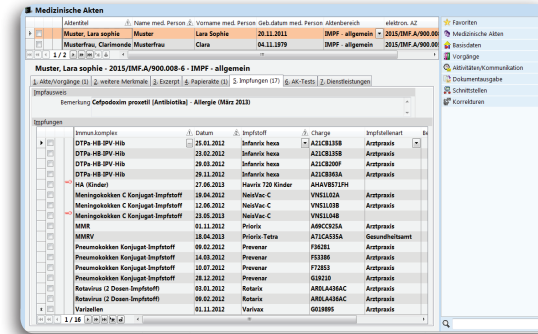 Medizinische Akten
Aktentitel Name med. Person Vorname med. Person Geb.datum med. Person Aktenbereich elektron. AZ
Muster, Lara sophie Muster Lara Sophie 20.11.2011 IMPF - allgemein 2015/IMF.A/900.00
Musterfrau, Clarimonde Musterfrau Clara 04.11.1979 IMPF - allgemein 2015/IMF.A/900.00
1 / 2
Muster, Lara sophie - 2015/IMF.A/900.008-6 - IMPF - allgemein
1. Akte/Vorgänge (1) 2. weitere Merkmale 3. Exzerpt 4. Papierakte (1) 5. Impfungen (17) 6. AK-Tests 7. Dienstleistungen
Impfausweis
Bemerkung Cefpodoxim proxetil [Antibiotika] - Allergie (März 2013)
Impfungen
Immun.komplex Datum Impfstoff Charge Impfstellenart Be
DTPa-HB-IPV-Hib 25.01.2012 Infanrix hexa A21CB135B Arztpraxis
DTPa-HB-IPV-Hib 23.02.2012 Infanrix hexa A21CB135B Arztpraxis
DTPa-HB-IPV-Hib 29.03.2012 Infanrix hexa A21CB200F Arztpraxis
DTPa-HB-IPV-Hib 29.11.2012 Infanrix hexa A21CB363A Arztpraxis
HA (Kinder) 27.06.2013 Havrix 720 Kinder AHAVB571FH
Meningokokken C Konjugat-Impfstoff 19.04.2012 NeisVac-C VNS1L02A Arztpraxis
Meningokokken C Konjugat-Impfstoff 12.06.2012 NeisVac-C VNS1L03B Arztpraxis
Meningokokken C Konjugat-Impfstoff 23.05.2013 NeisVac-C VNS1L04B
MMR 01.11.2012 Priorix A69CC925A Arztpraxis
MMRV 18.04.2013 Priorix-Tetra A71CA535A Gesundheitsamt
Pneumokokken Konjugat-Impfstoff 09.02.2012 Prevenar F36281 Arztpraxis
Pneumokokken Konjugat-Impfstoff 14.03.2012 Prevenar F53386 Arztpraxis
Pneumokokken Konjugat-Impfstoff 10.07.2012 Prevenar F72853 Arztpraxis
Pneumokokken Konjugat-Impfstoff 28.12.2012 Prevenar G19210 Arztpraxis
Rotavirus (2 Dosen-Impfstoff) 03.01.2012 Rotarix AROLA436AC Arztpraxis
Rotavirus (2 Dosen-Impfstoff) 09.02.2012 Rotarix AROLA436AC Arztpraxis
Varizellen 01.11.2012 Varivax G019895 Arztpraxis
1 / 16
Favoriten
Medizinische Akten
Basisdaten
Vorgänge
Aktivitäten/Kommunikation
Dokumentausgabe
Schnittstellen
Korrekturen